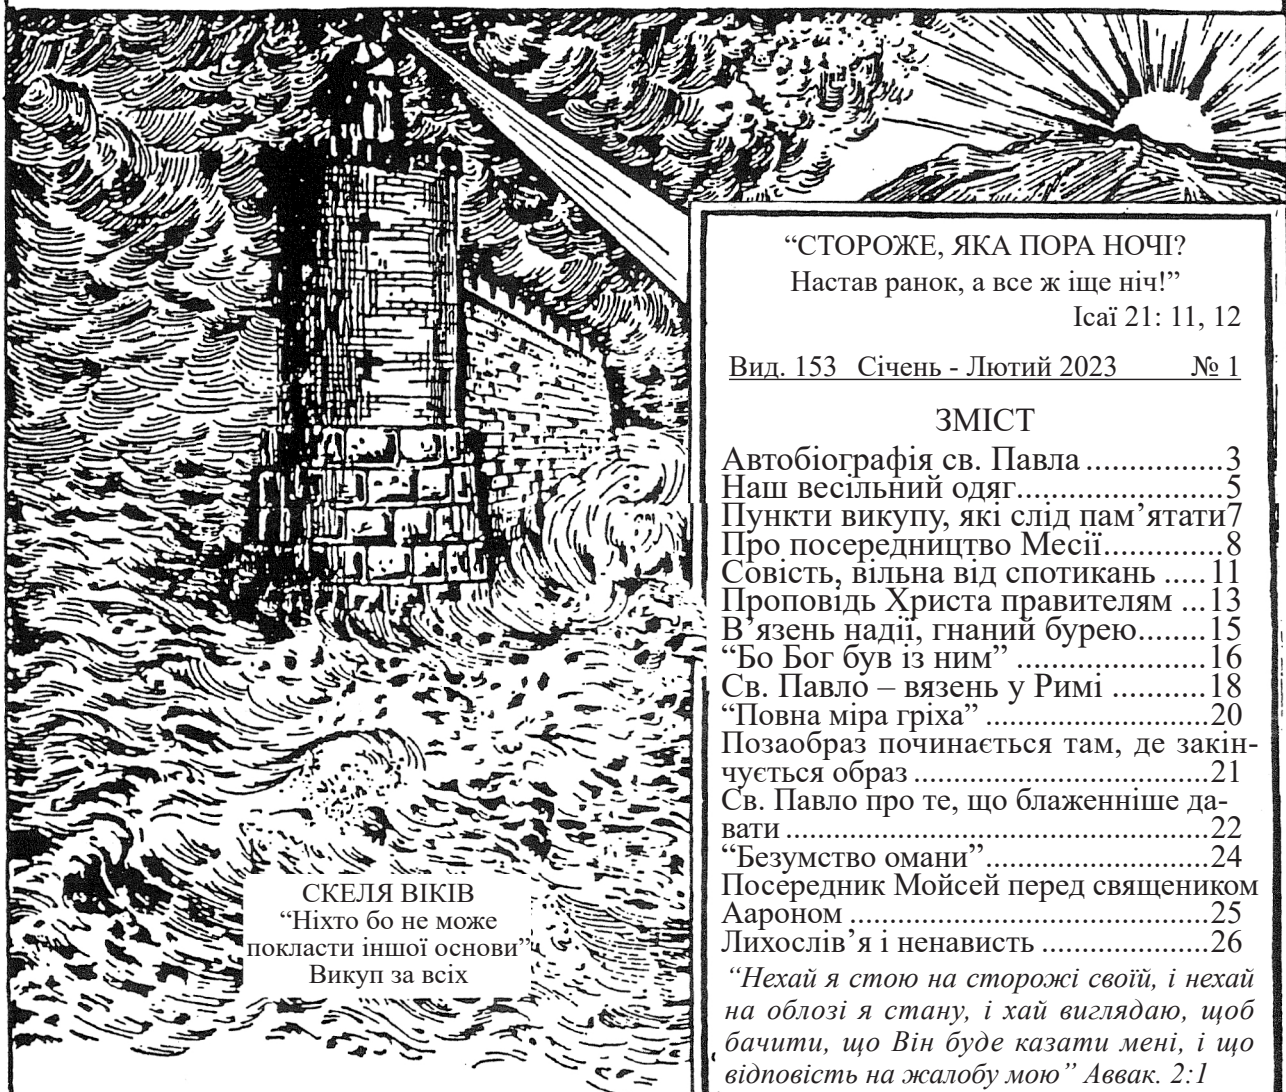 “СТОРОЖЕ, ЯКА ПОРА НОЧІ?
Настав ранок, а все ж іще ніч!”
Ісаї 21: 11, 12
Вид. 153 Січень - Лютий 2023 № 1
ЗМІСТ
Автобіографія св. Павла ................3
Наш весільний одяг........................5
Пункти викупу, які слід пам’ятати7
Про посередництво Месії..............8
Совість, вільна від спотикань .....11
Проповідь Христа правителям ...13
В’язень надії, гнаний бурею........15
“Бо Бог був із ним” ......................16
Св. Павло – вязень у Римі ..........18
“Повна міра гріха”.........................20
Позаобраз починається там, де закін-
чується образ ..................................21
Св. Павло про те, що блаженніше да-
вати .................................................22
“Безумство омани”.........................24
Посередник Мойсей перед священиком
Аароном ..........................................25
Лихослів’я і ненависть ...................26
“Нехай я стою на сторожі своїй, і нехай
на облозі я стану, і хай виглядаю, щоб
бачити, що Він буде казати мені, і що
відповість на жалобу мою” Аввак. 2:1
СКЕЛЯ ВІКІВ
“Ніхто бо не може
покласти іншої основи”
Викуп за всіх